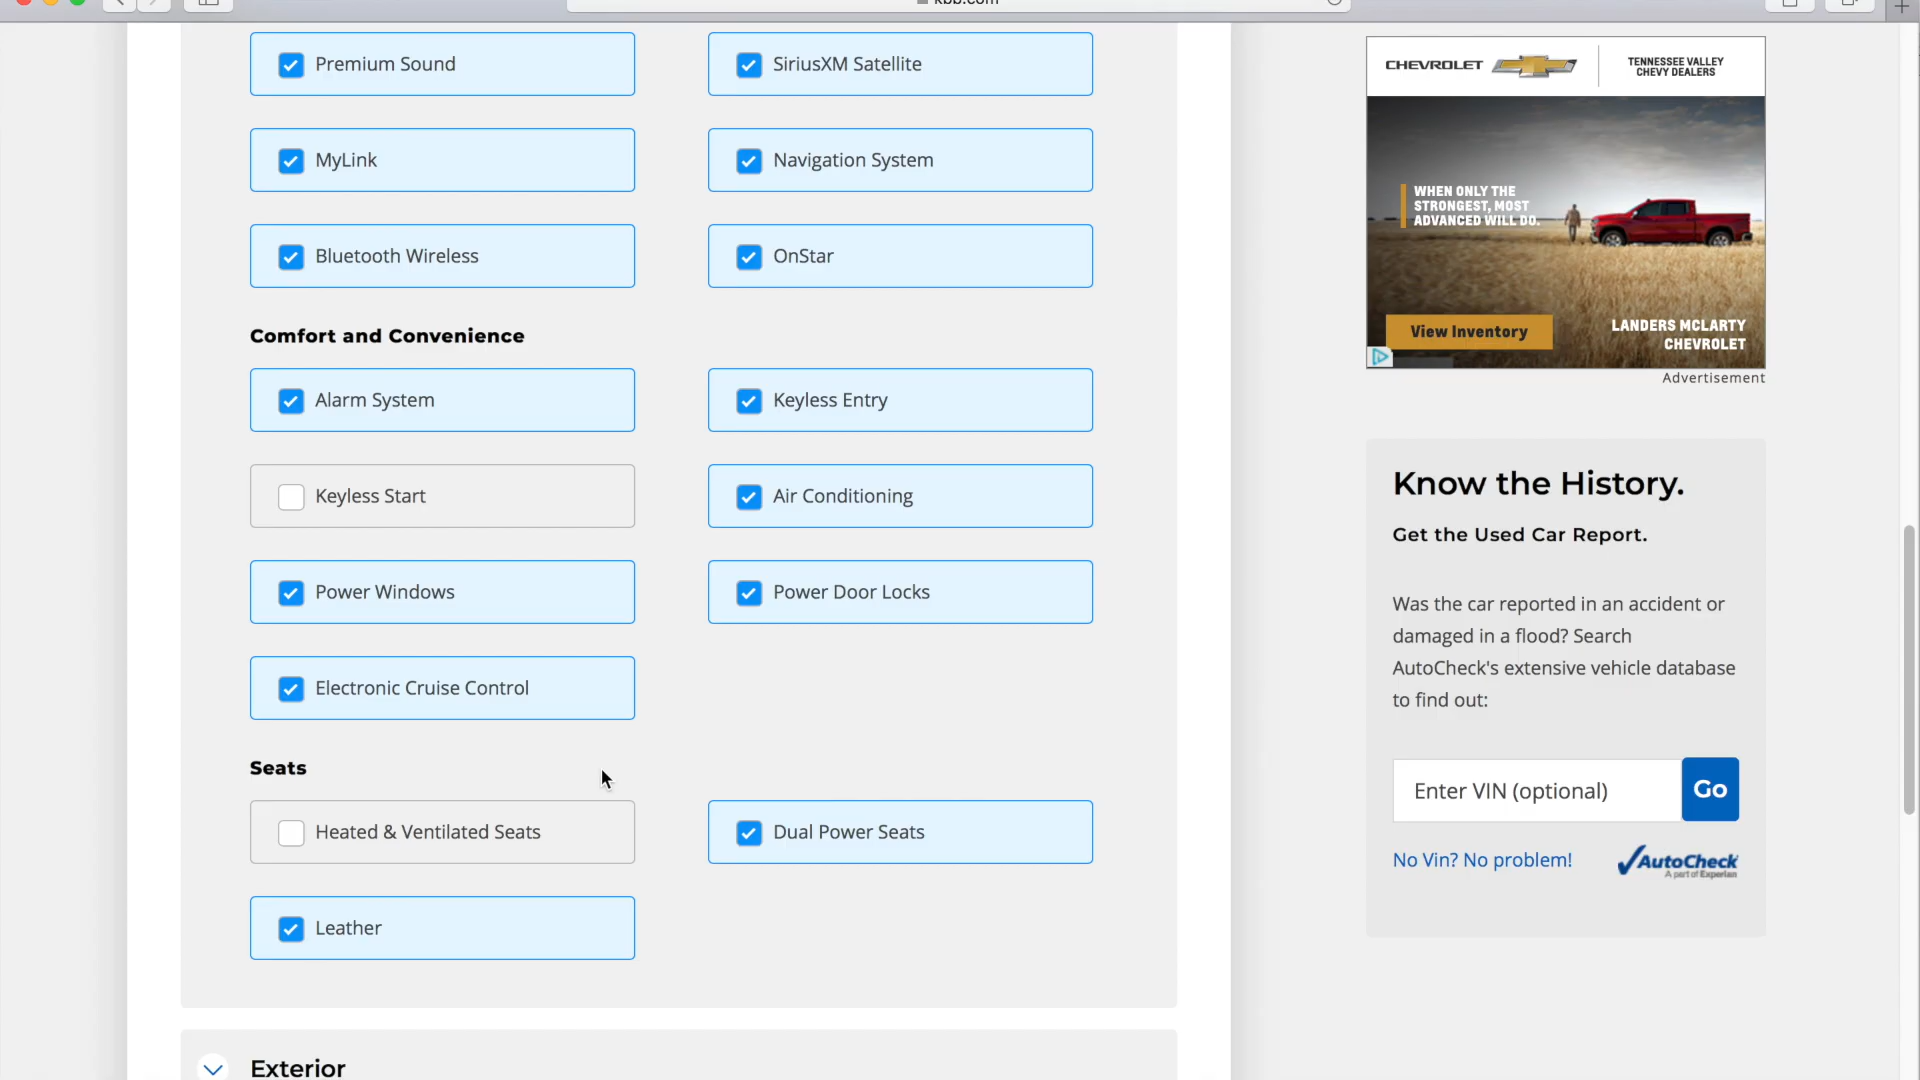 kbb.com
Premium Sound
SiriusXM Satellite
MyLink
Navigation System
Bluetooth Wireless
OnStar
Comfort and Convenience
Alarm System
Keyless Entry
Keyless Start
Air Conditioning
Power Windows
Power Door Locks
Electronic Cruise Control
Seats
Heated & Ventilated Seats
Dual Power Seats
Leather
Exterior
CHEVROLET
TENNESSEE VALLEY
CHEVY DEALERS
WHEN ONLY THE
STRONGEST, MOST
ADVANCED WILL DO.
View Inventory
LANDERS MCLARTY
CHEVROLET
Advertisement
Know the History.
Get the Used Car Report.
Was the car reported in an accident or
damaged in a flood? Search
AutoCheck's extensive vehicle database
to find out:
Enter VIN (optional)
Go
No Vin? No problem!
AutoCheck
A part of Experian